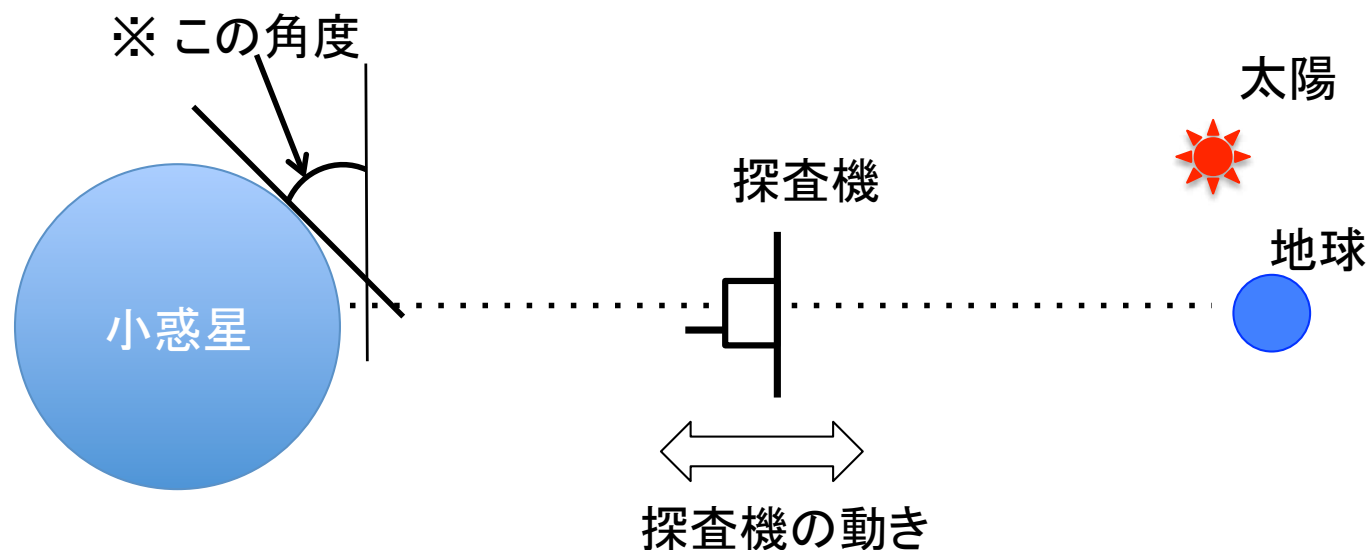 ※ この角度
太陽
探査機
地球
小惑星
探査機の動き